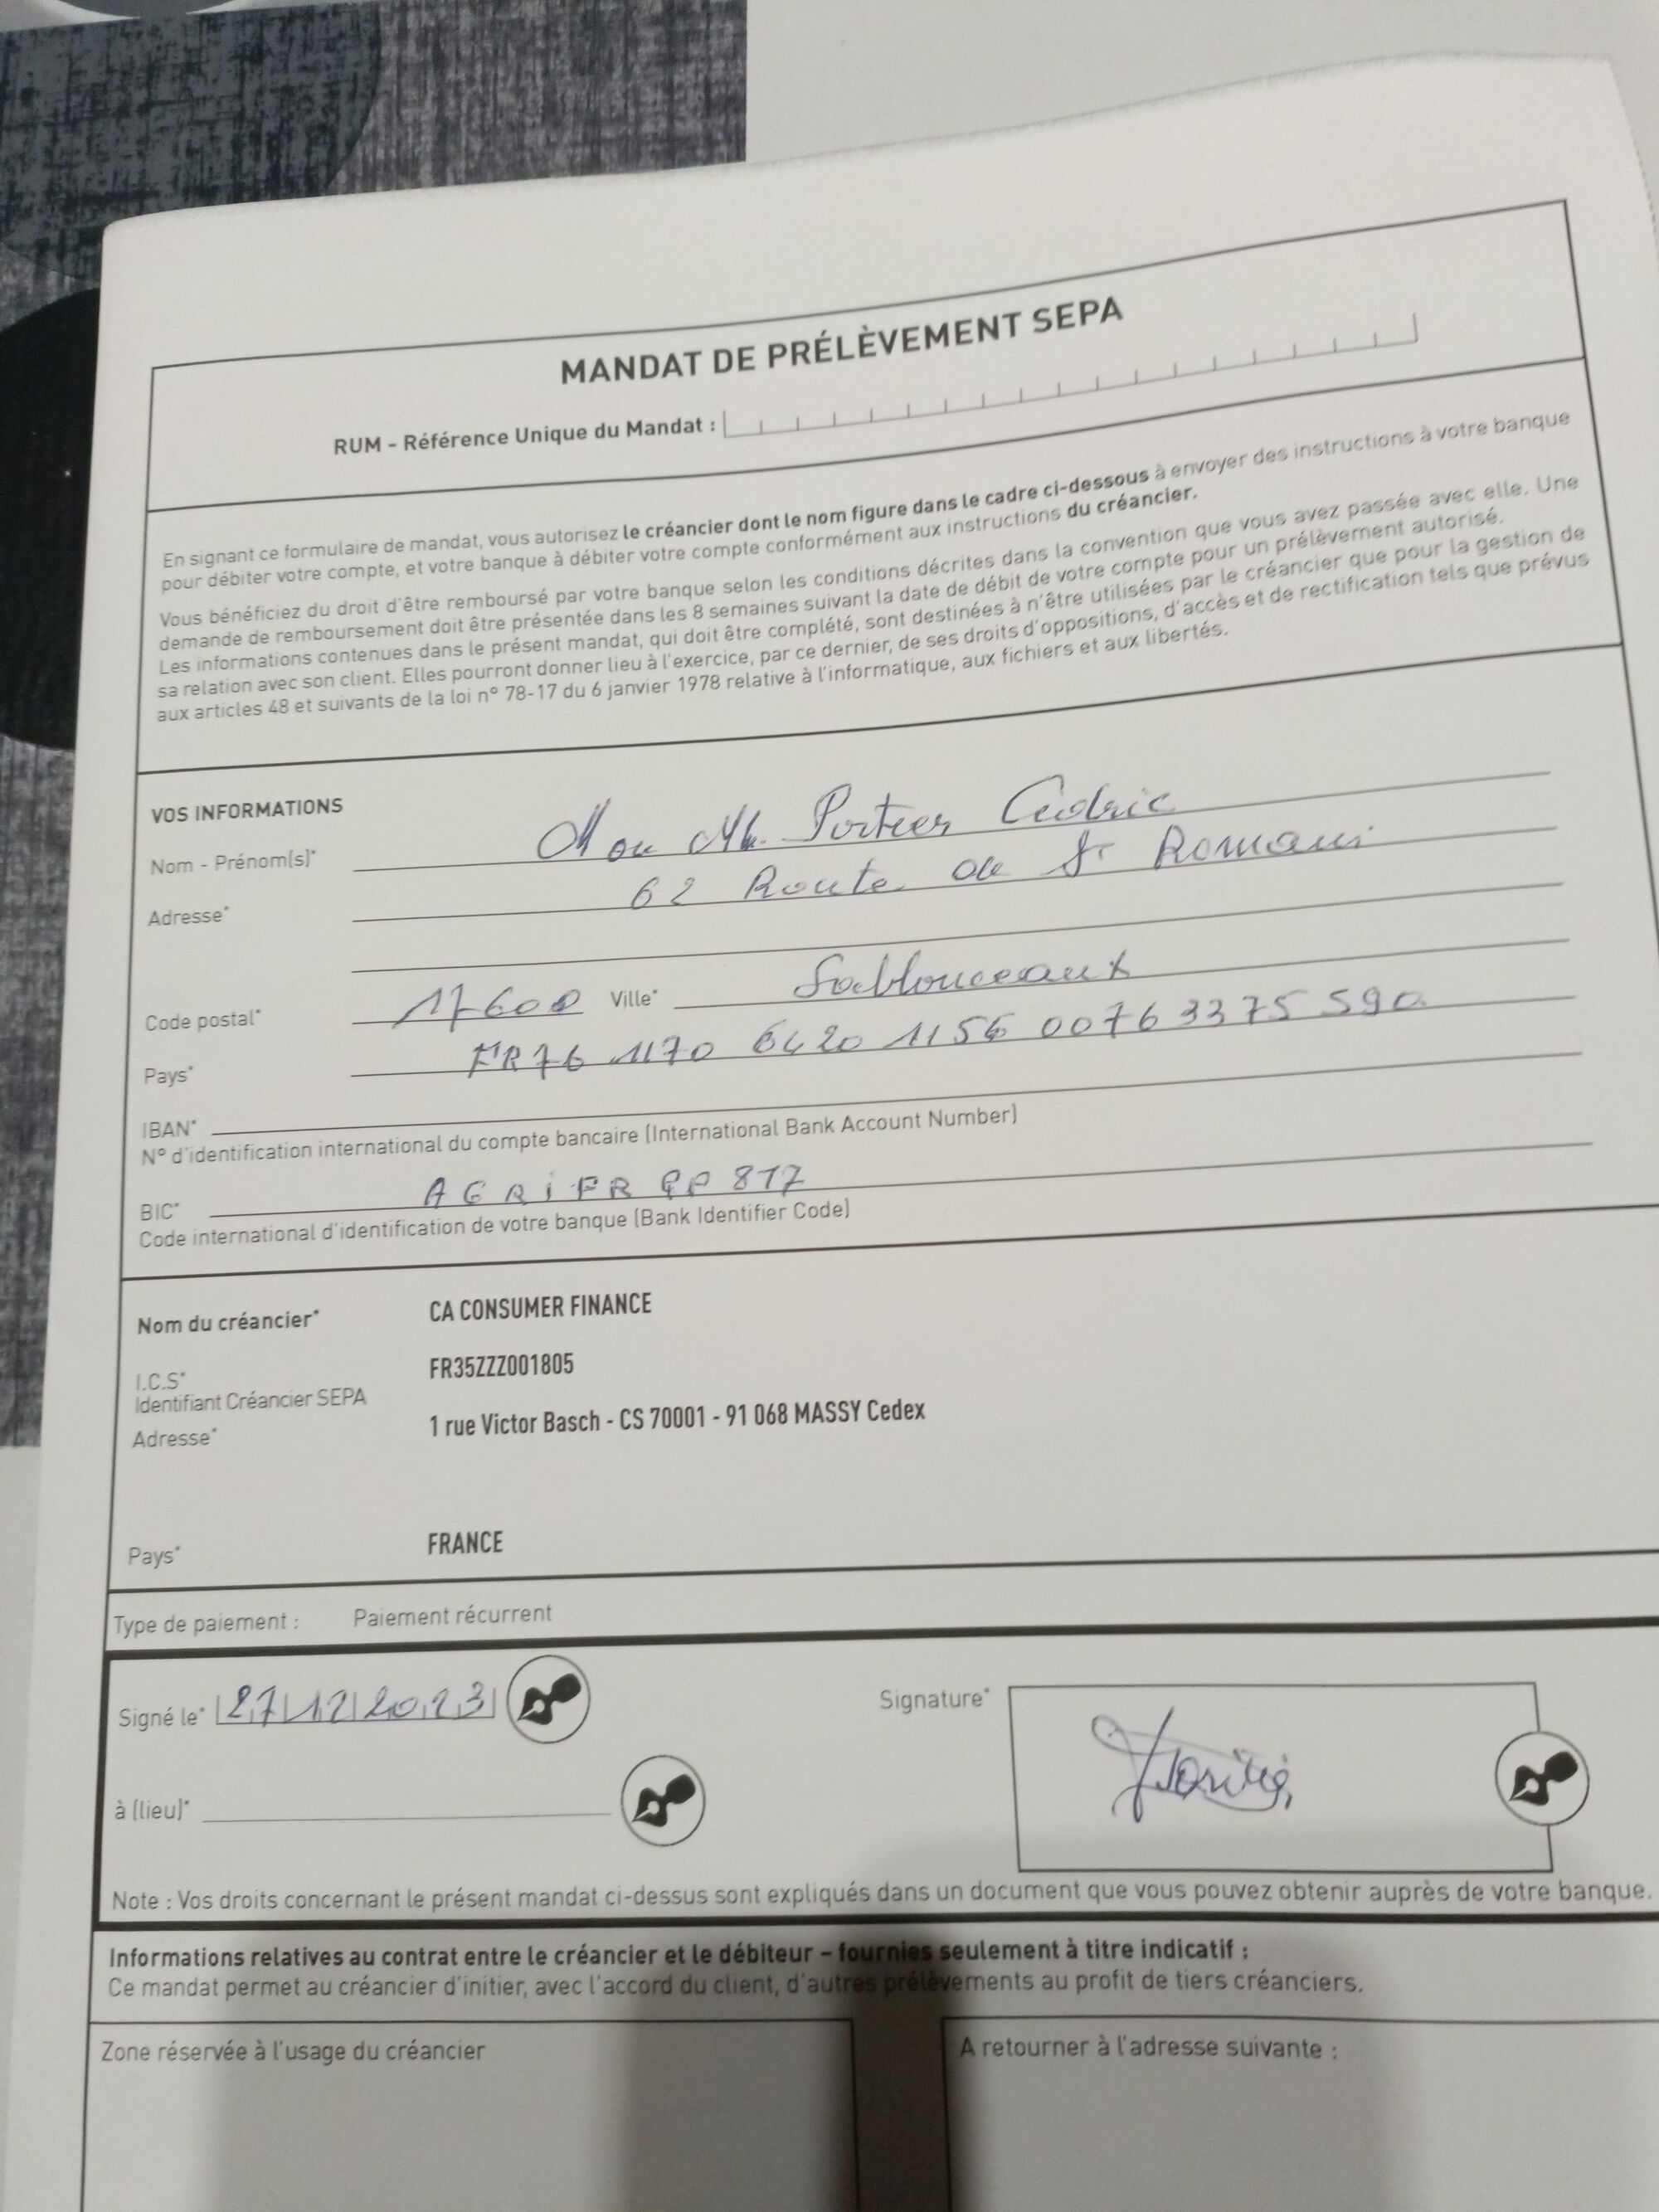 MANDAT DE PRÉLÈVEMENT SEPA
RUM - Référence Unique du Mandat :
En signant ce formulaire de mandat, vous autorisez le créancier dont le nom figure dans le cadre ci-dessous à envoyer des instructions à votre banque
pour débiter votre compte, et votre banque à débiter votre compte conformément aux instructions du créancier.
Vous bénéficiez du droit d'être remboursé par votre banque selon les conditions décrites dans la convention que vous avez passée avec elle. Une
demande de remboursement doit être présentée dans les 8 semaines suivant la date de débit de votre compte pour un prélèvement autorisé.
Les informations contenues dans le présent mandat, qui doit être complété, sont destinées à n'être utilisées par le créancier que pour la gestion de
sa relation avec son client. Elles pourront donner lieu à l'exercice, par ce dernier, de ses droits d'oppositions, d'accès et de rectification tels que prévus
aux articles 48 et suivants de la loi n° 78-17 du 6 janvier 1978 relative à l'informatique, aux fichiers et aux libertés.
VOS INFORMATIONS
Nom - Prénom(s)* M ou Portier Cédric
Adresse* 62 Route de St Romain
Code postal* 17600 Ville* Sablonceaux
Pays* FR76 1170 6420 1156 0076 3375 590
IBAN*
N° d'identification international du compte bancaire (International Bank Account Number)
BIC* AGRIFRPP817
Code international d'identification de votre banque (Bank Identifier Code)
Nom du créancier* CA CONSUMER FINANCE
I.C.S* FR35ZZZ001805
Identifiant Créancier SEPA
Adresse* 1 rue Victor Basch - CS 70001 - 91 068 MASSY Cedex
Pays* FRANCE
Type de paiement : Paiement récurrent
Signé le* 27 12 2023
Signature*
à (lieu)*
Note : Vos droits concernant le présent mandat ci-dessus sont expliqués dans un document que vous pouvez obtenir auprès de votre banque.
Informations relatives au contrat entre le créancier et le débiteur – fournies seulement à titre indicatif :
Ce mandat permet au créancier d'initier, avec l'accord du client, d'autres prélèvements au profit de tiers créanciers.
Zone réservée à l'usage du créancier
A retourner à l'adresse suivante :